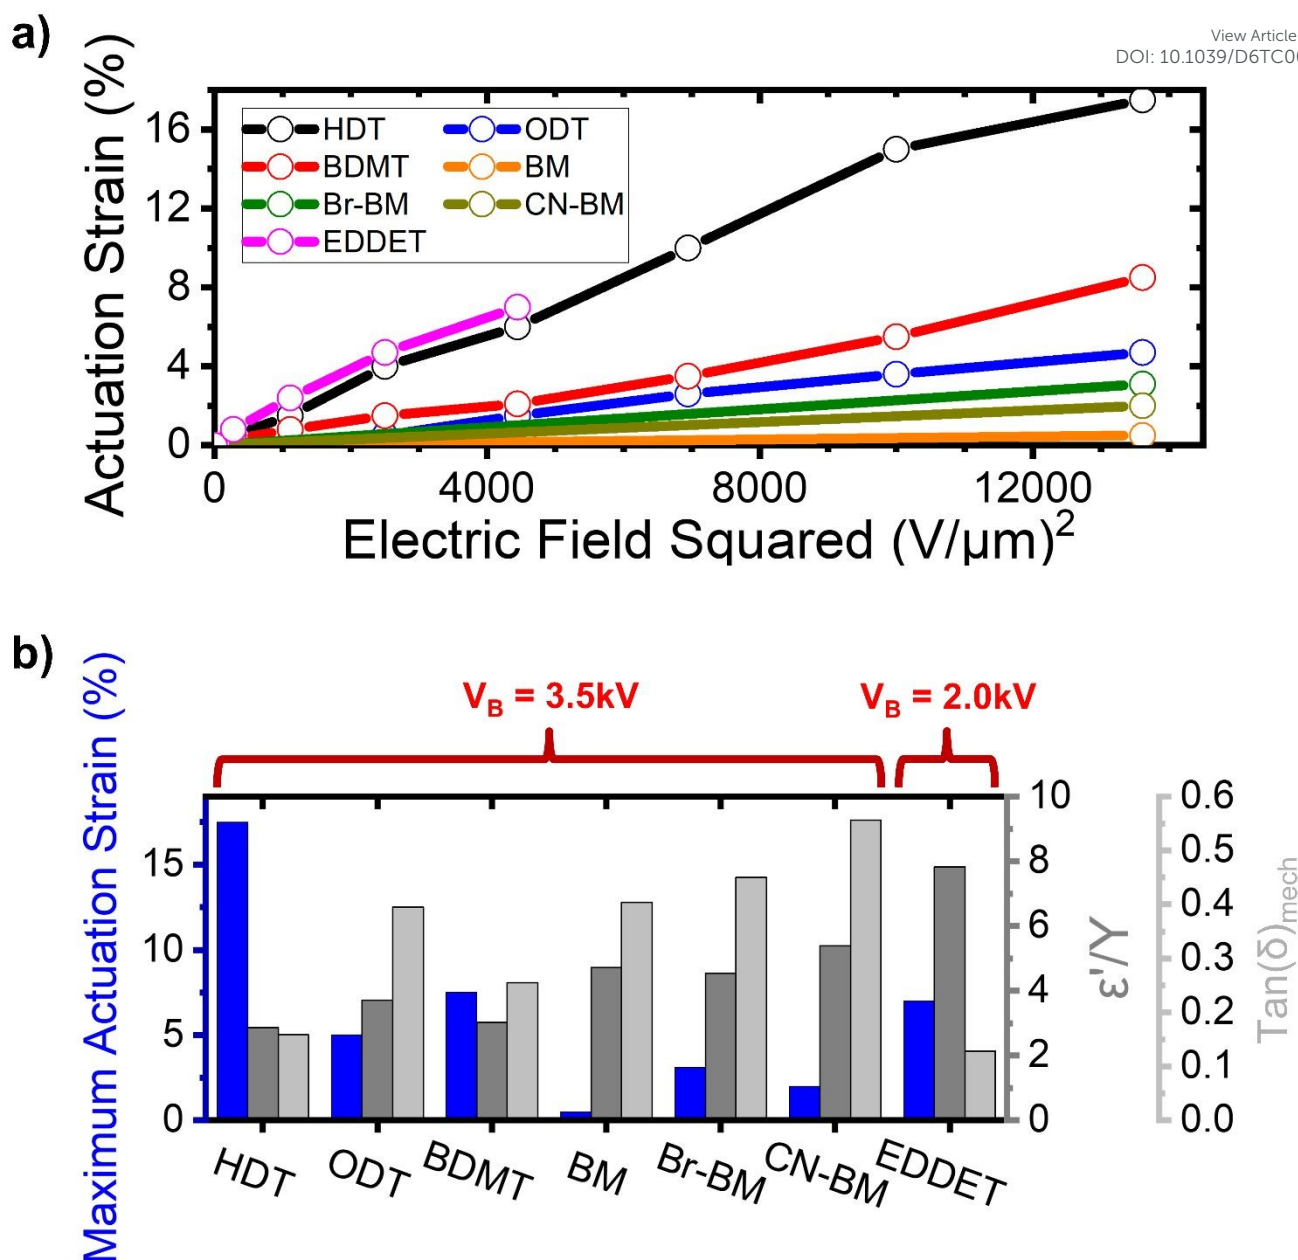 a)
View Article
DOI: 10.1039/D6TC00
Actuation Strain (%)
16
12
8
4
0
HDT
ODT
BDMT
BM
Br-BM
CN-BM
EDDET
0
4000
8000
12000
Electric Field Squared (V/µm)²
b)
V_B = 3.5kV
V_B = 2.0kV
Maximum Actuation Strain (%)
15
10
5
0
10
8
6
4
2
0
ε'/Y
0.6
0.5
0.4
0.3
0.2
0.1
0.0
Tan(δ)mech
HDT
ODT
BDMT
BM
Br-BM
CN-BM
EDDET